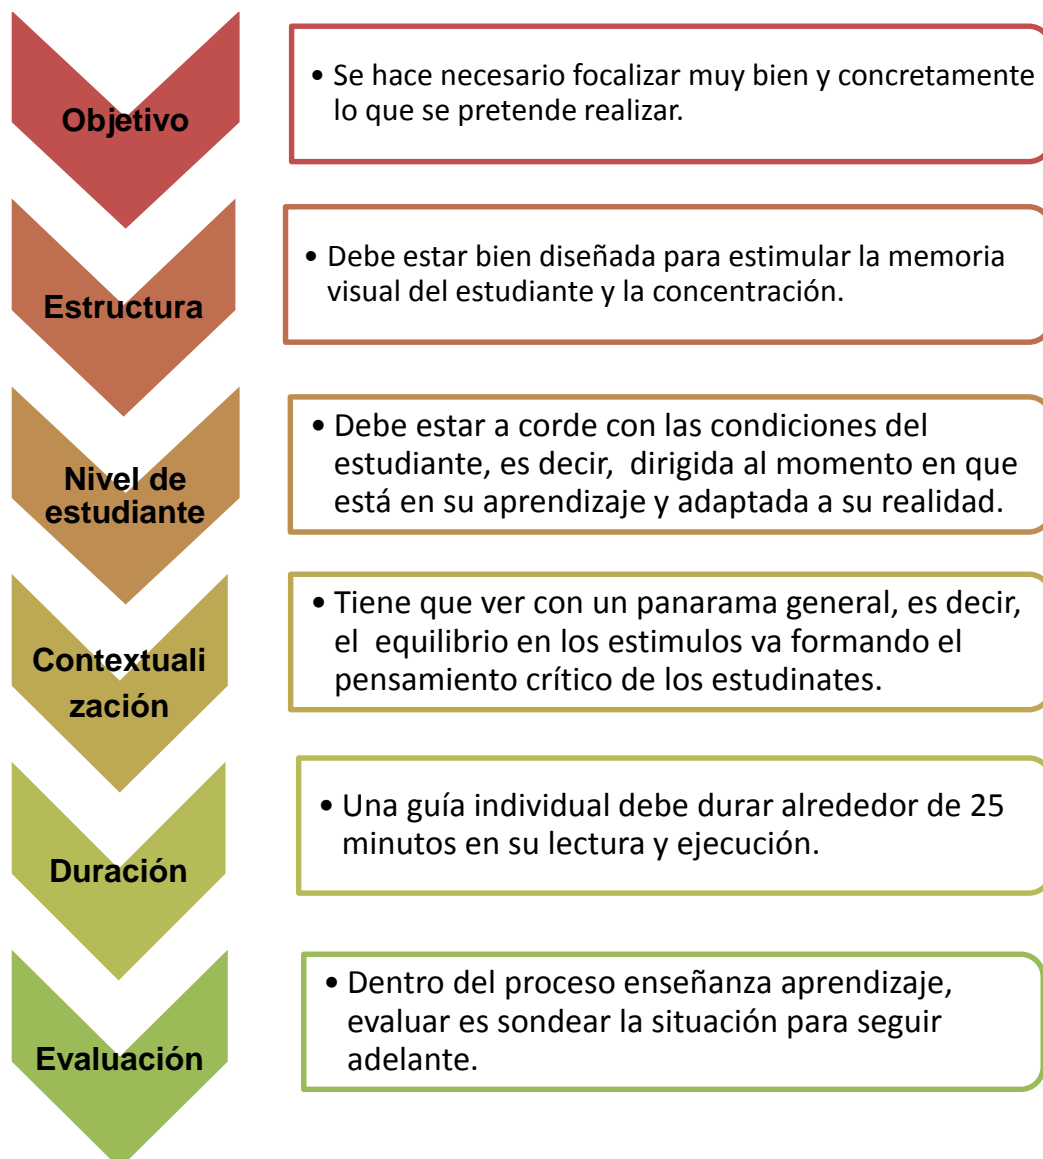 Objetivo
• Se hace necesario focalizar muy bien y concretamente
lo que se pretende realizar.
Estructura
• Debe estar bien diseñada para estimular la memoria
visual del estudiante y la concentración.
Nivel de
estudiante
• Debe estar a corde con las condiciones del
estudiante, es decir, dirigida al momento en que
está en su aprendizaje y adaptada a su realidad.
Contextuali
zación
• Tiene que ver con un panarama general, es decir,
el equilibrio en los estimulos va formando el
pensamiento crítico de los estudinates.
Duración
• Una guía individual debe durar alrededor de 25
minutos en su lectura y ejecución.
Evaluación
• Dentro del proceso enseñanza aprendizaje,
evaluar es sondear la situación para seguir
adelante.